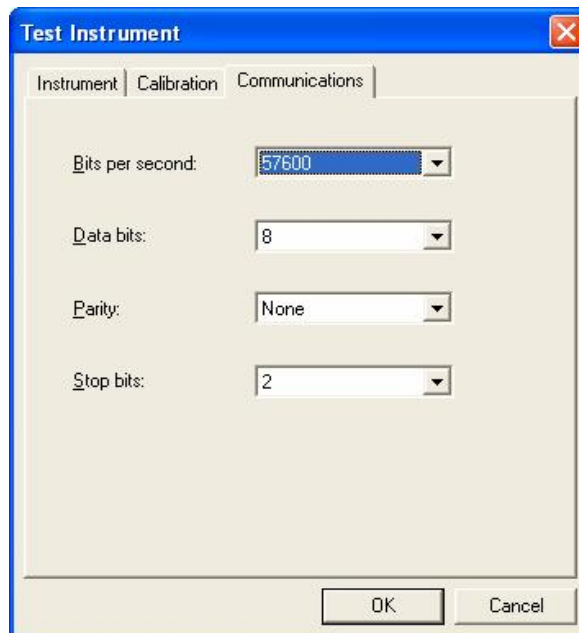 Test Instrument
Instrument Calibration Communications
Bits per second: 57600
Data bits: 8
Parity: None
Stop bits: 2
OK Cancel